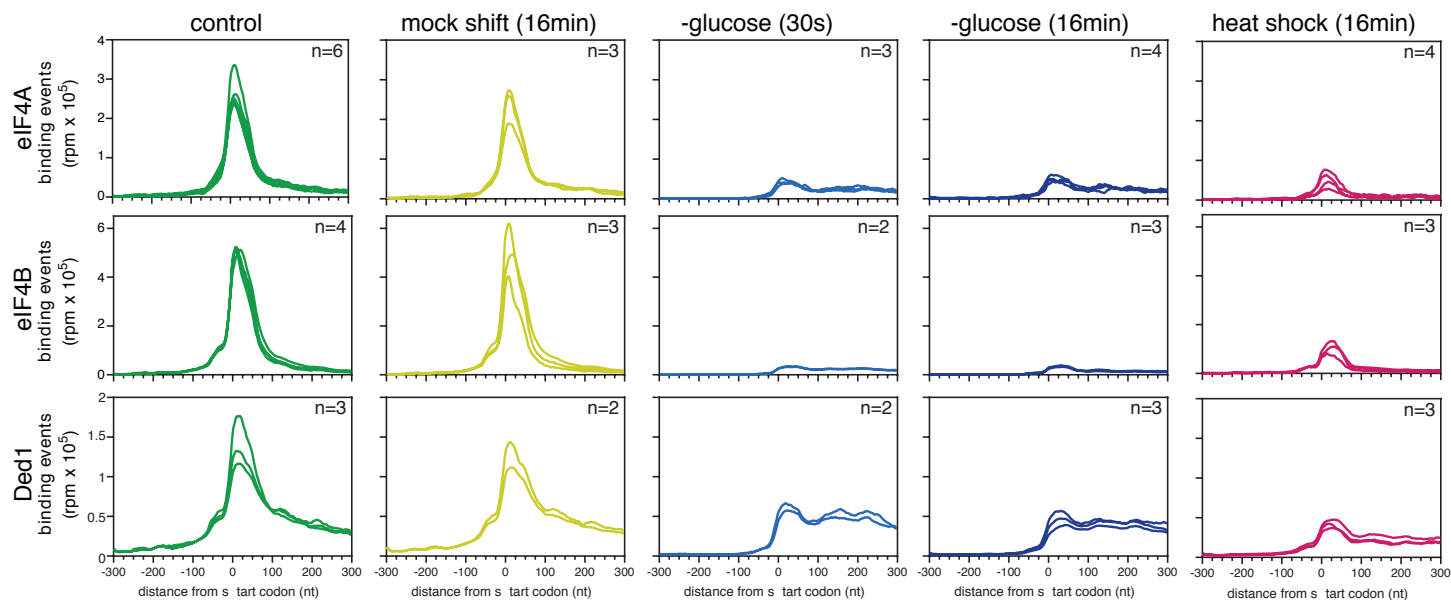 control mock shift (16min) -glucose (30s) -glucose (16min) heat shock (16min)
eIF4A
binding events
(rpm x 10⁵)
4
3
2
1
0
n=6 n=3 n=3 n=4 n=4
eIF4B
binding events
(rpm x 10⁵)
6
4
2
0
n=4 n=3 n=2 n=3 n=3
Ded1
binding events
(rpm x 10⁵)
2
1.5
1
0.5
0
n=3 n=2 n=2 n=3 n=3
-300 -200 -100 0 100 200 300 -300 -200 -100 0 100 200 300 -300 -200 -100 0 100 200 300 -300 -200 -100 0 100 200 300 -300 -200 -100 0 100 200 300
distance from s tart codon (nt) distance from s tart codon (nt) distance from s tart codon (nt) distance from s tart codon (nt) distance from s tart codon (nt)